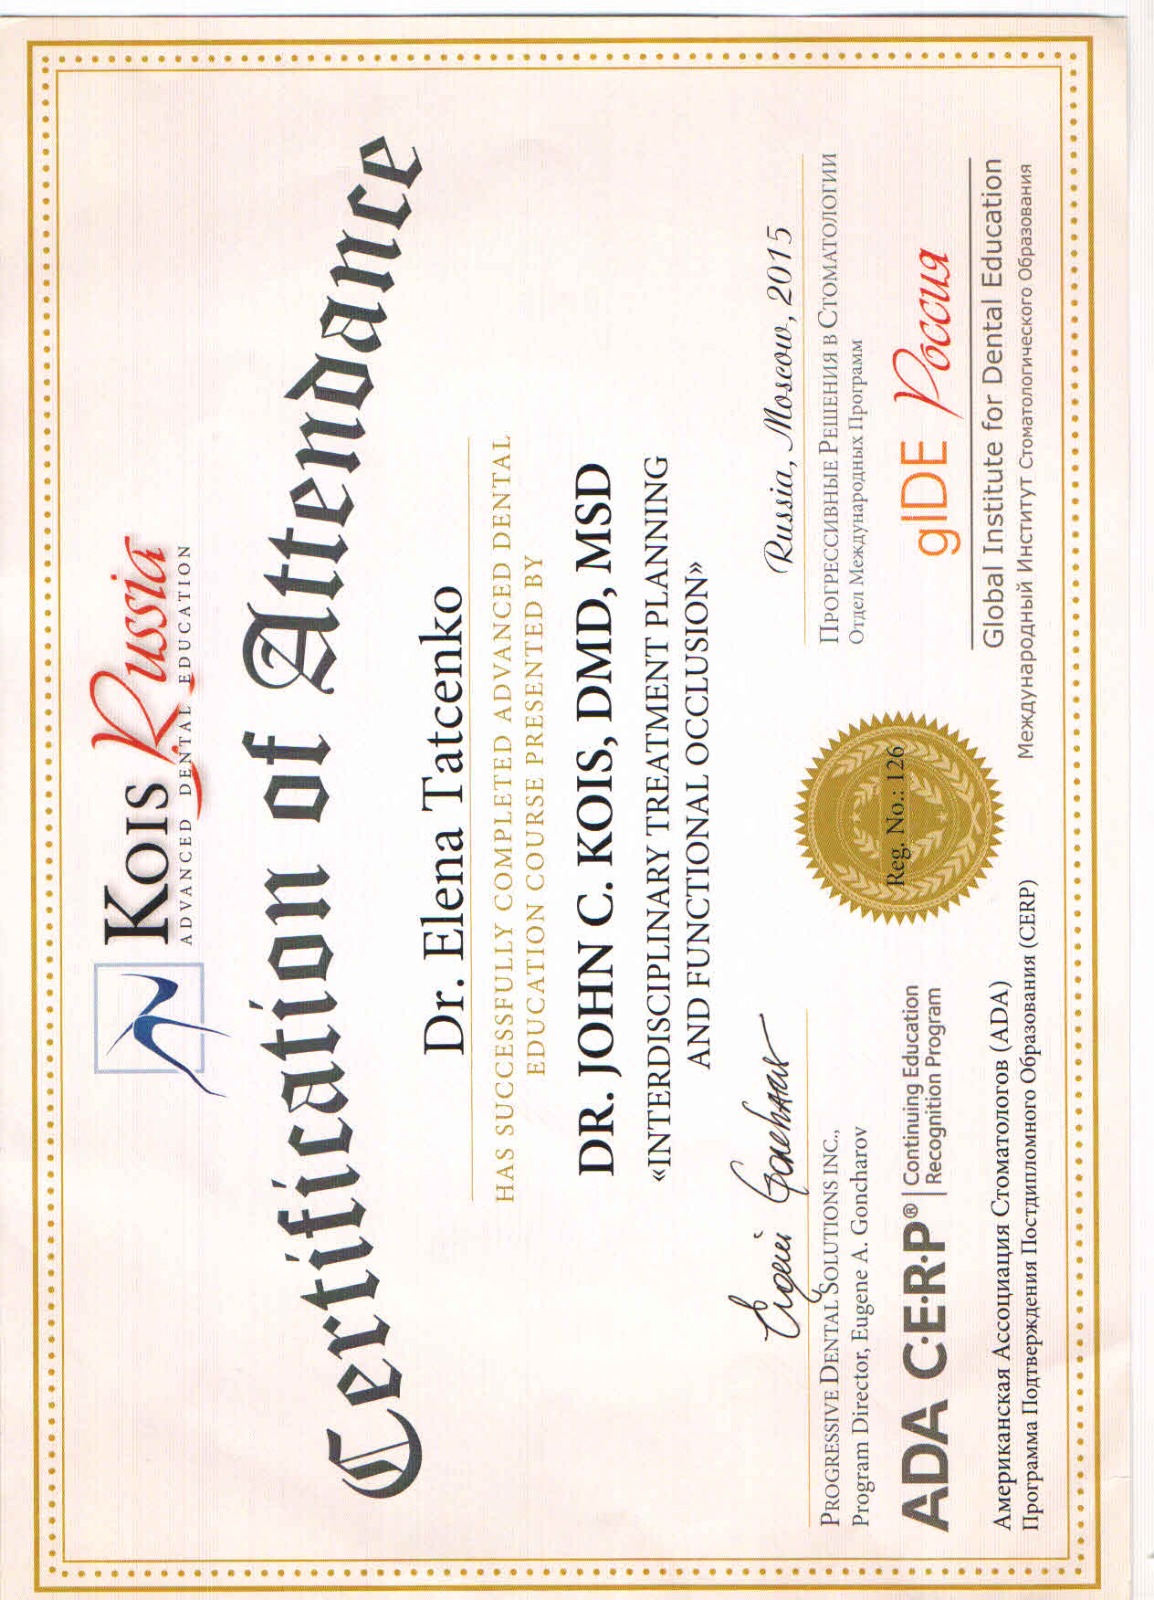 Kois Russia
ADVANCED DENTAL EDUCATION
Certification of Attendance
Dr. Elena Tatcenko
HAS SUCCESSFULLY COMPLETED ADVANCED DENTAL
EDUCATION COURSE PRESENTED BY
DR. JOHN C. KOIS, DMD, MSD
«INTERDISCIPLINARY TREATMENT PLANNING
AND FUNCTIONAL OCCLUSION»
Eugene Goncharov
PROGRESSIVE DENTAL SOLUTIONS INC.,
Program Director, Eugene A. Goncharov
ADA C·E·R·P® | Continuing Education
Recognition Program
Американская Ассоциация Стоматологов (ADA)
Программа Подтверждения Постдипломного Образования (CERP)
Reg. No.: 126
Russia, Moscow, 2015
ПРОГРЕССИВНЫЕ РЕШЕНИЯ В СТОМАТОЛОГИИ
Отдел Международных Программ
gIDE Россия
Global Institute for Dental Education
Международный Институт Стоматологического Образования